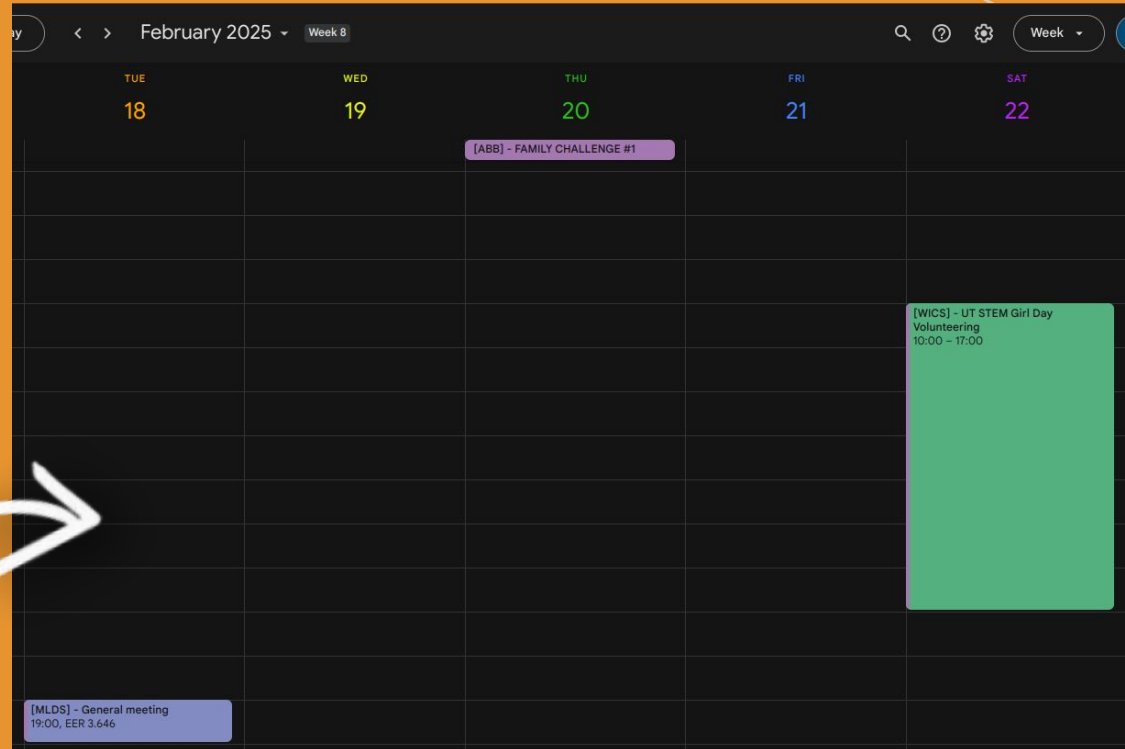 ay
February 2025
Week 8
Week
TUE
WED
THU
FRI
SAT
18
19
20
21
22
[ABB] - FAMILY CHALLENGE #1
[WICS] - UT STEM Girl Day
Volunteering
10:00 – 17:00
[MLDS] - General meeting
19:00, EER 3.646